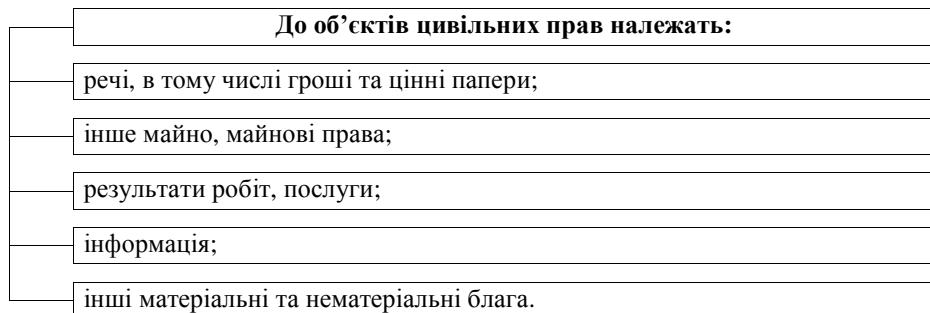 До об’єктів цивільних прав належать:
речі, в тому числі гроші та цінні папери;
інше майно, майнові права;
результати робіт, послуги;
інформація;
інші матеріальні та нематеріальні блага.